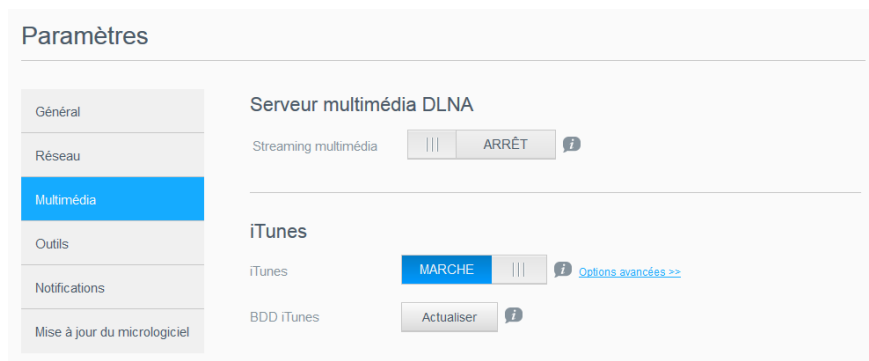 Paramètres
Général
Réseau
Multimédia
Outils
Notifications
Mise à jour du micrologiciel
Serveur multimédia DLNA
Streaming multimédia ARRÊT
iTunes
iTunes MARCHE Options avancées >>
BDD iTunes Actualiser